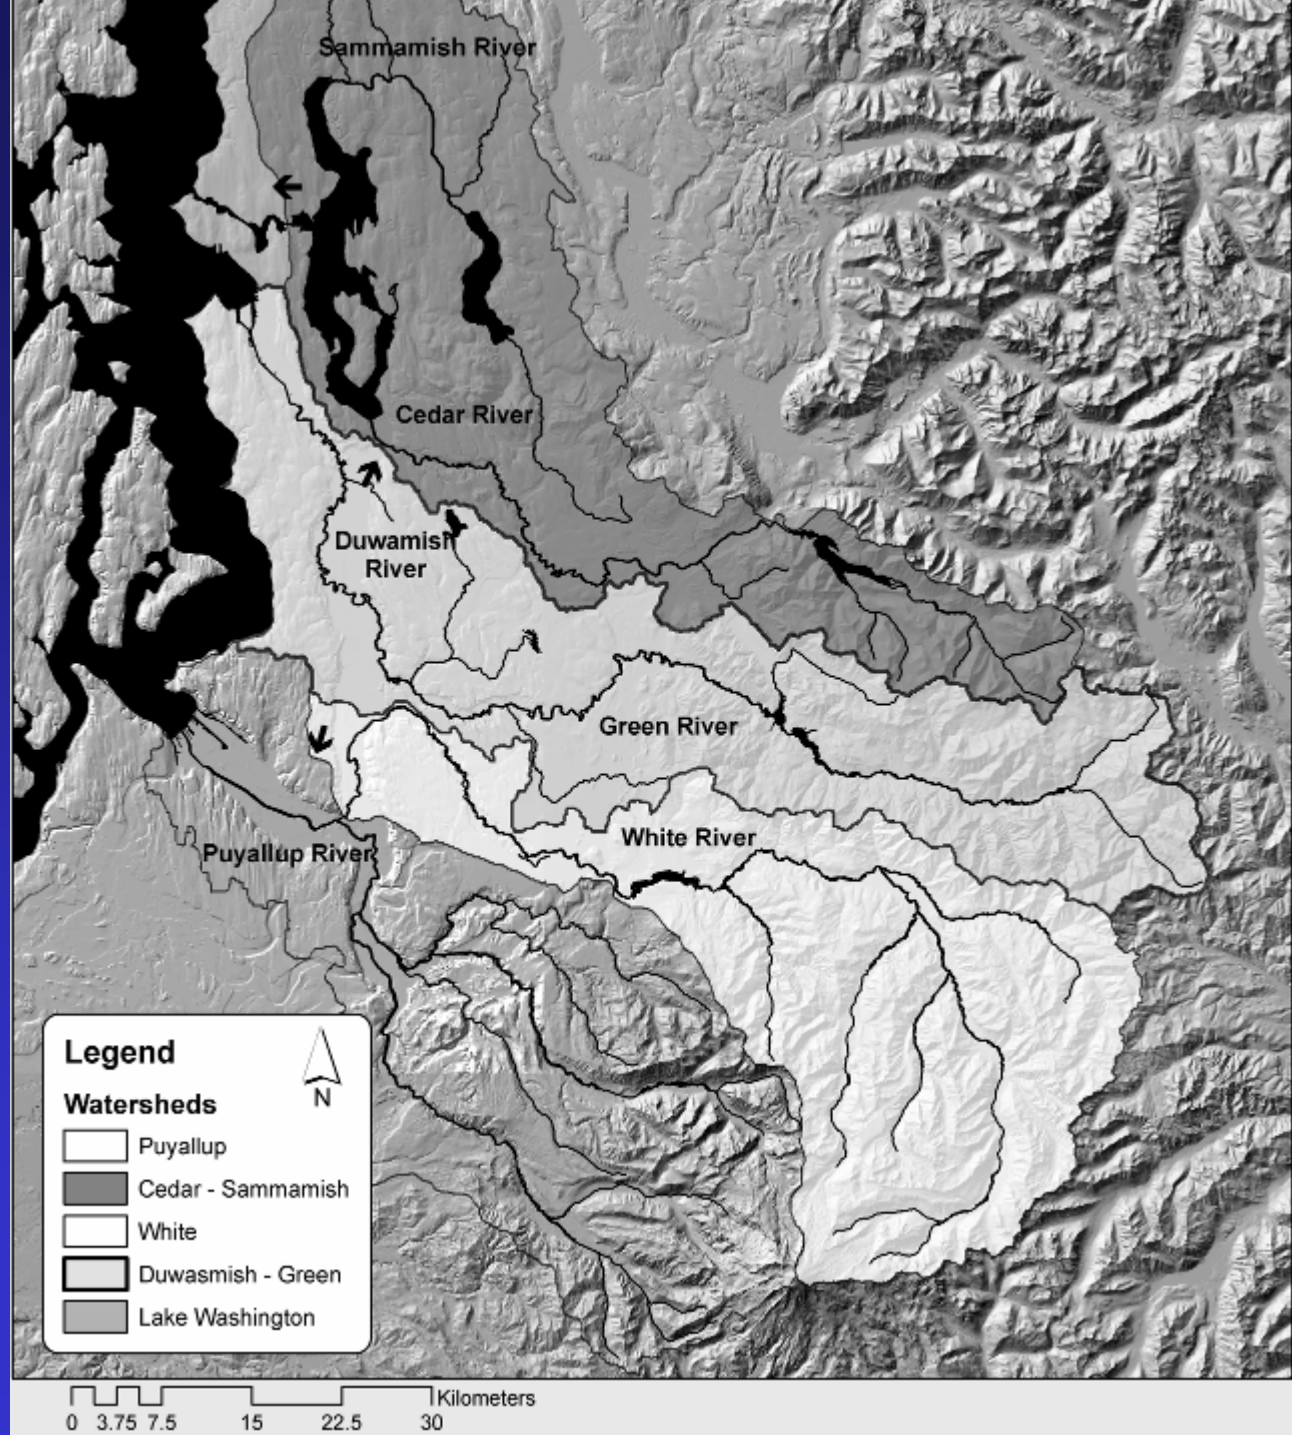 Sammamish River
Cedar River
Duwamish
River
Green River
White River
Puyallup River
Legend
N
Watersheds
Puyallup
Cedar - Sammamish
White
Duwasmish - Green
Lake Washington
Kilometers
0 3.75 7.5 15 22.5 30